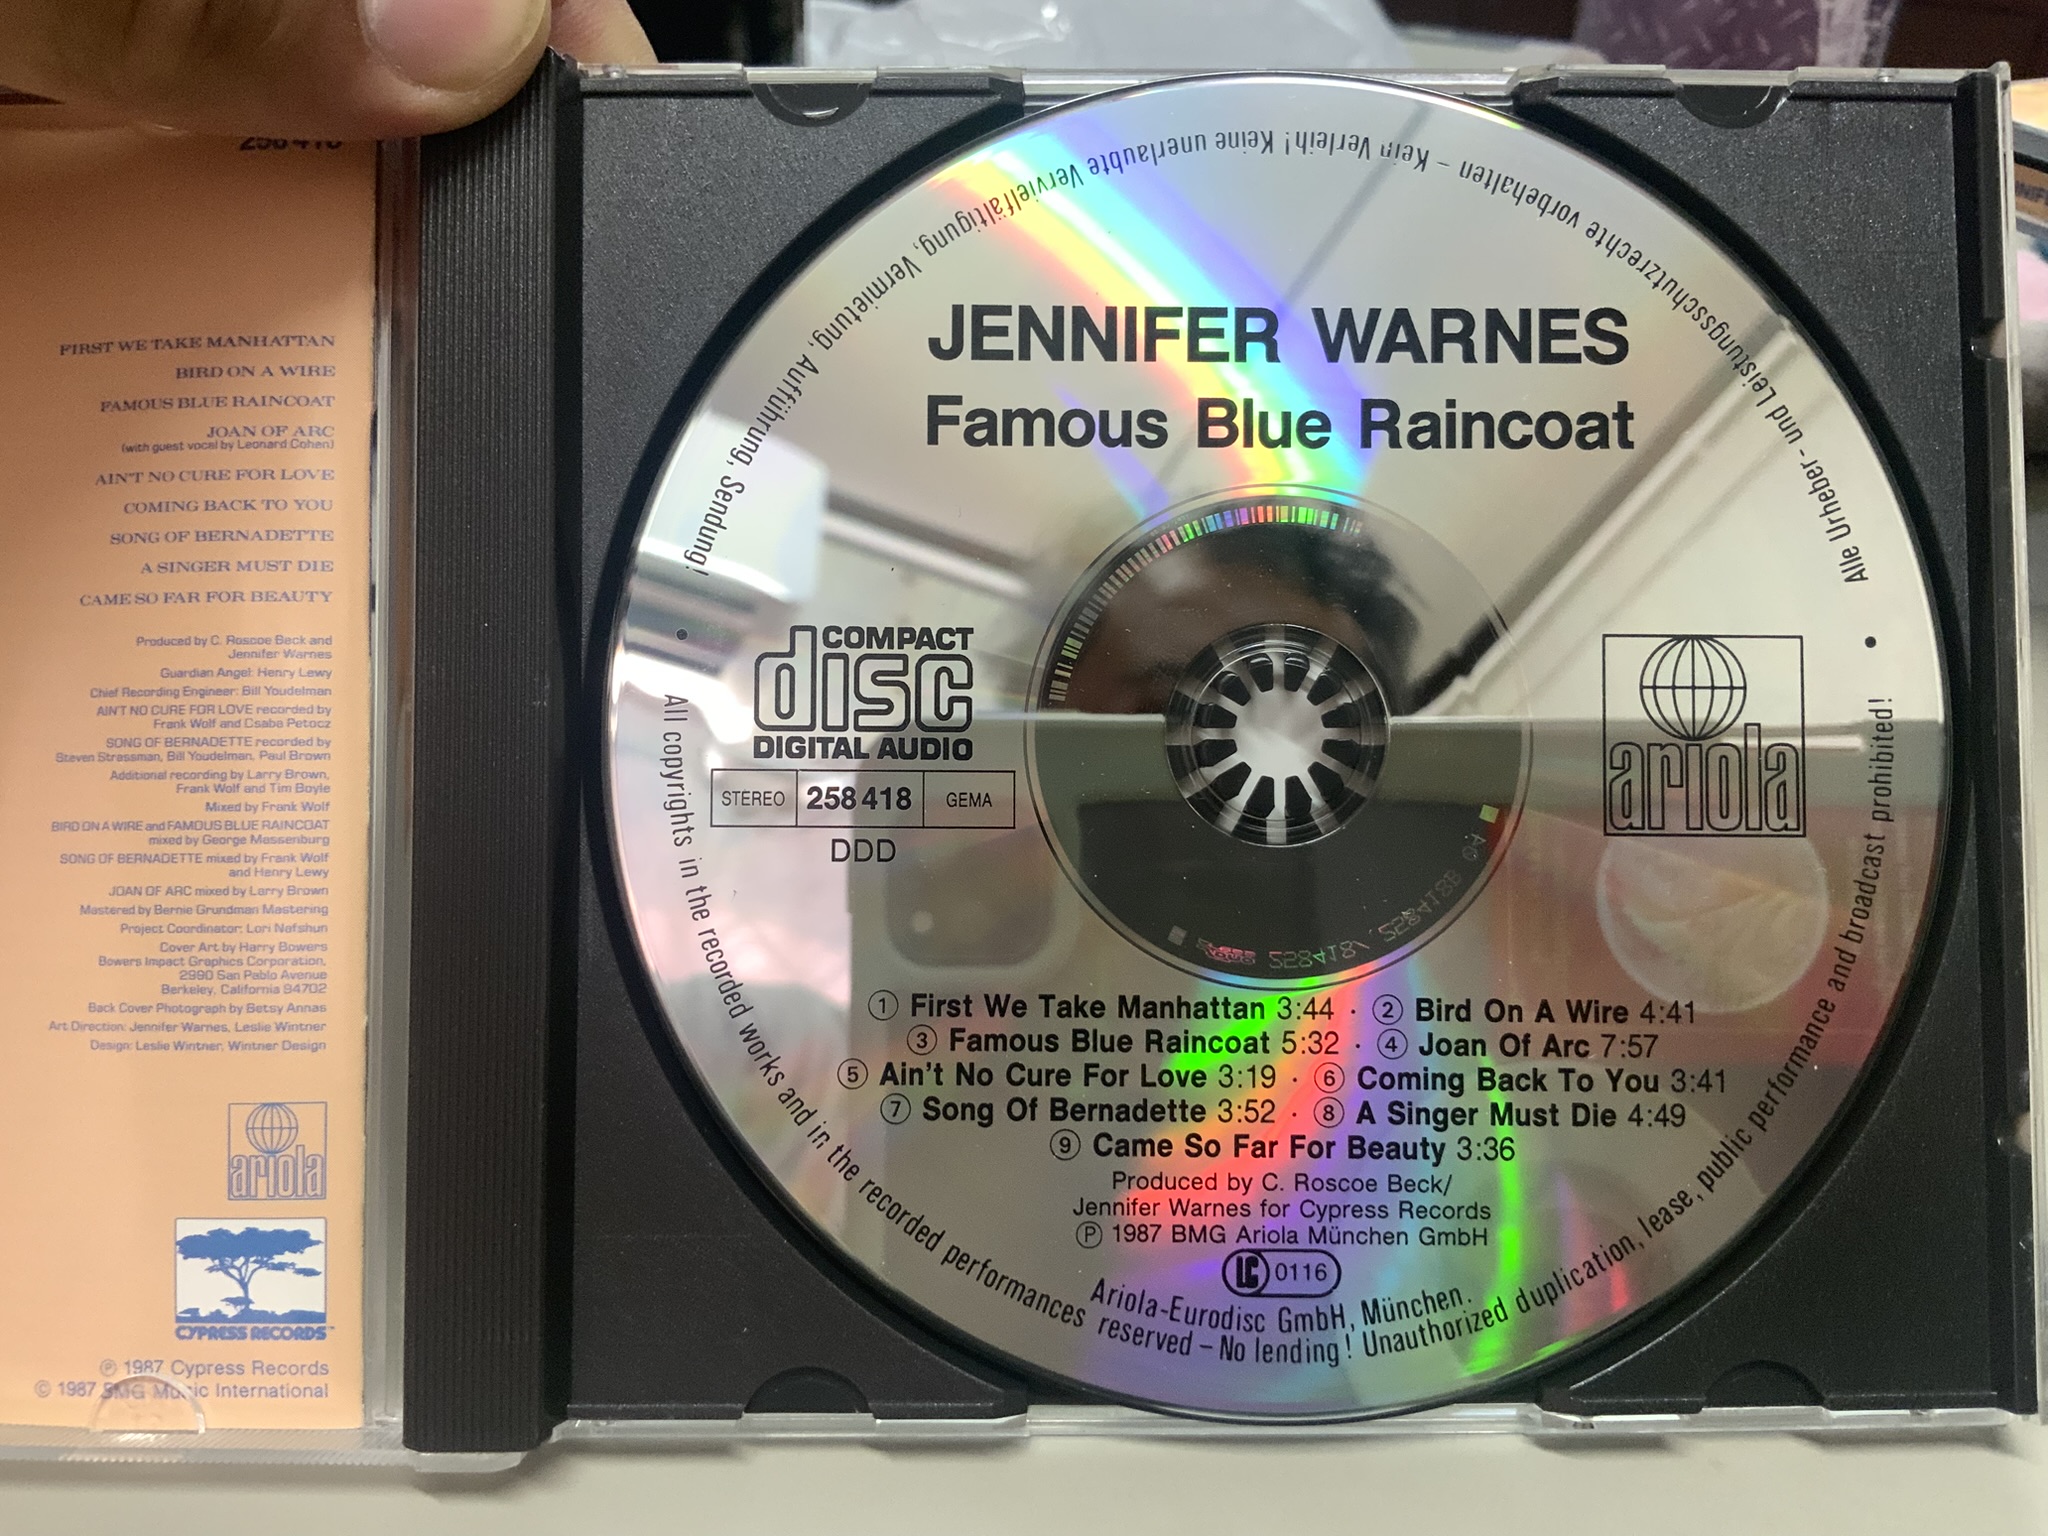 258 418
FIRST WE TAKE MANHATTAN
BIRD ON A WIRE
FAMOUS BLUE RAINCOAT
JOAN OF ARC
(with guest vocal by Leonard Cohen)
AIN'T NO CURE FOR LOVE
COMING BACK TO YOU
SONG OF BERNADETTE
A SINGER MUST DIE
CAME SO FAR FOR BEAUTY
Produced by C. Roscoe Beck and
Jennifer Warnes
Guardian Angel: Henry Lewy
Chief Recording Engineer: Bill Youdelman
AIN'T NO CURE FOR LOVE recorded by
Frank Wolf and Csaba Petocz
SONG OF BERNADETTE recorded by
Steven Strassman, Bill Youdelman, Paul Brown
Additional recording by Larry Brown,
Frank Wolf and Tim Boyle
Mixed by Frank Wolf
BIRD ON A WIRE and FAMOUS BLUE RAINCOAT
mixed by George Massenburg
SONG OF BERNADETTE mixed by Frank Wolf
and Henry Lewy
JOAN OF ARC mixed by Larry Brown
Mastered by Bernie Grundman Mastering
Project Coordinator: Lori Nafshun
Cover Art by Harry Bowers
Bowers Impact Graphics Corporation,
2990 San Pablo Avenue
Berkeley, California 94702
Back Cover Photograph by Betsy Annas
Art Direction: Jennifer Warnes, Leslie Wintner
Design: Leslie Wintner, Wintner Design
ariola
CYPRESS RECORDS™
℗ 1987 Cypress Records
© 1987 BMG Music International
JENNIFER WARNES
Famous Blue Raincoat
COMPACT
disc
DIGITAL AUDIO
STEREO 258 418 GEMA
DDD
ariola
① First We Take Manhattan 3:44 · ② Bird On A Wire 4:41
③ Famous Blue Raincoat 5:32 · ④ Joan Of Arc 7:57
⑤ Ain't No Cure For Love 3:19 · ⑥ Coming Back To You 3:41
⑦ Song Of Bernadette 3:52 · ⑧ A Singer Must Die 4:49
⑨ Came So Far For Beauty 3:36
Produced by C. Roscoe Beck/
Jennifer Warnes for Cypress Records
℗ 1987 BMG Ariola München GmbH
LC 0116
Ariola-Eurodisc GmbH, München.
All copyrights in the recorded works and in the recorded performances reserved – No lending! Unauthorized duplication, lease, public performance and broadcast prohibited!
Alle Urheber- und Leistungsschutzrechte vorbehalten – Kein Verleih! Keine unerlaubte Vervielfältigung, Vermietung, Aufführung, Sendung!